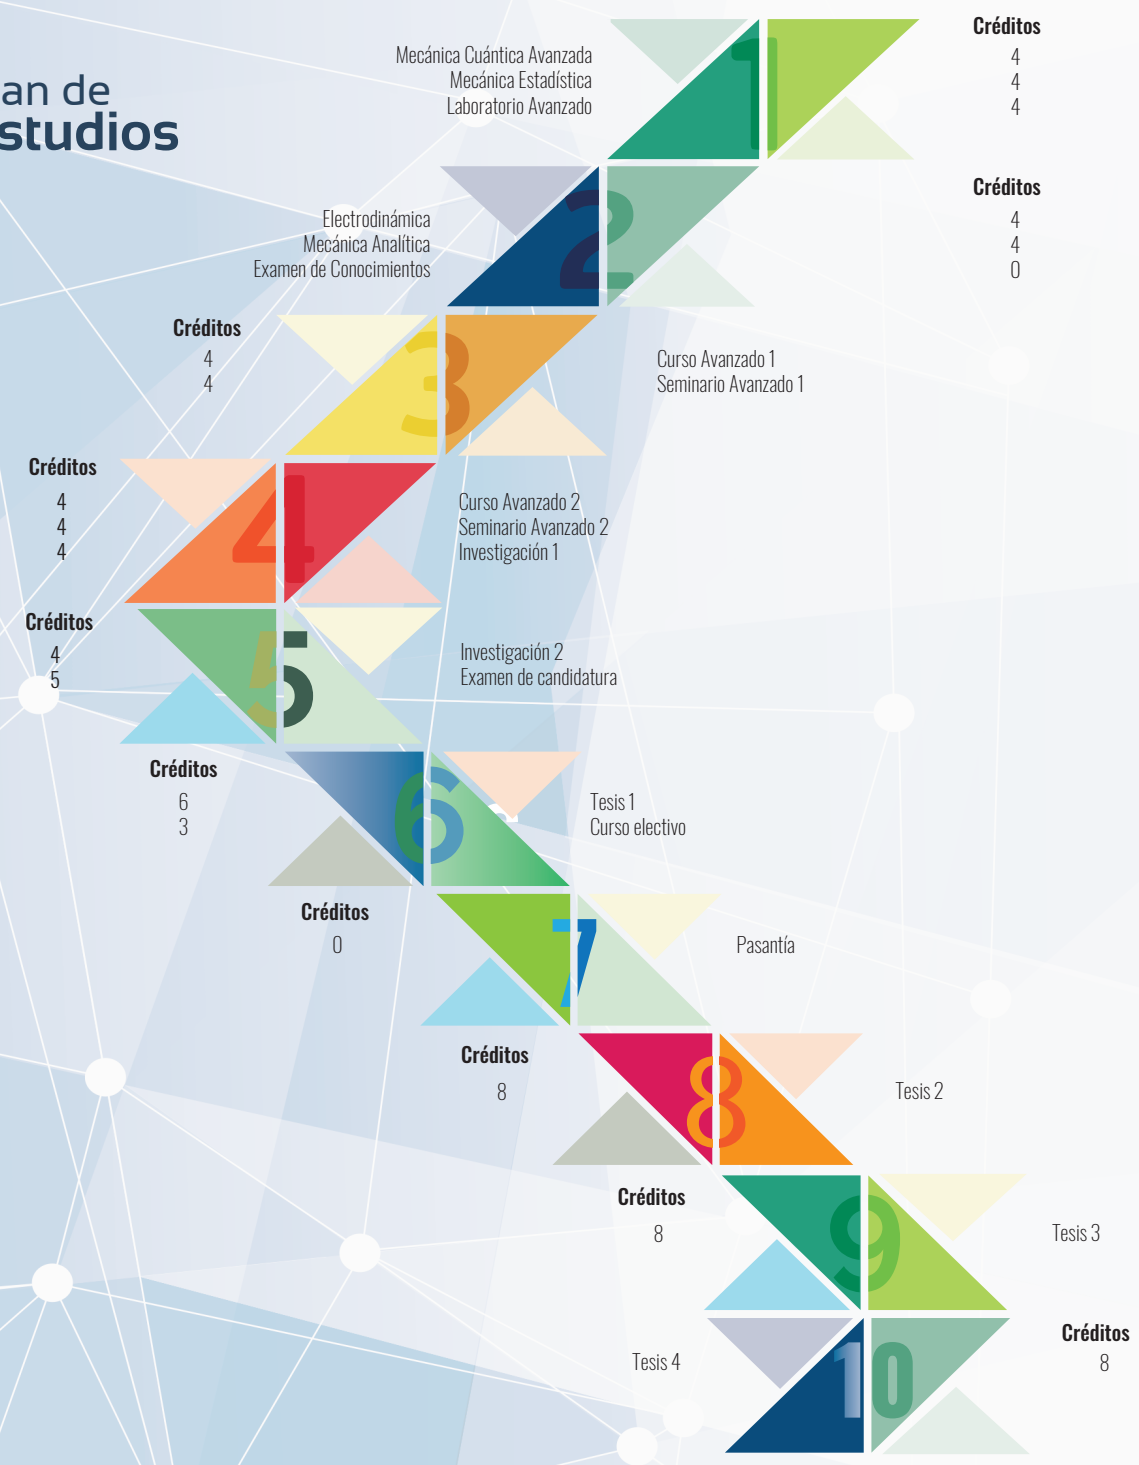 an de
studios
Mecánica Cuántica Avanzada
Mecánica Estadística
Laboratorio Avanzado
1
Créditos
4
4
4
Electrodinámica
Mecánica Analítica
Examen de Conocimientos
2
Créditos
4
4
0
Créditos
4
4
3
Curso Avanzado 1
Seminario Avanzado 1
Créditos
4
4
4
4
Curso Avanzado 2
Seminario Avanzado 2
Investigación 1
Créditos
4
5
5
Investigación 2
Examen de candidatura
Créditos
6
3
6
Tesis 1
Curso electivo
Créditos
0
7
Pasantía
Créditos
8
8
Tesis 2
Créditos
8
9
Tesis 3
Tesis 4
10
Créditos
8